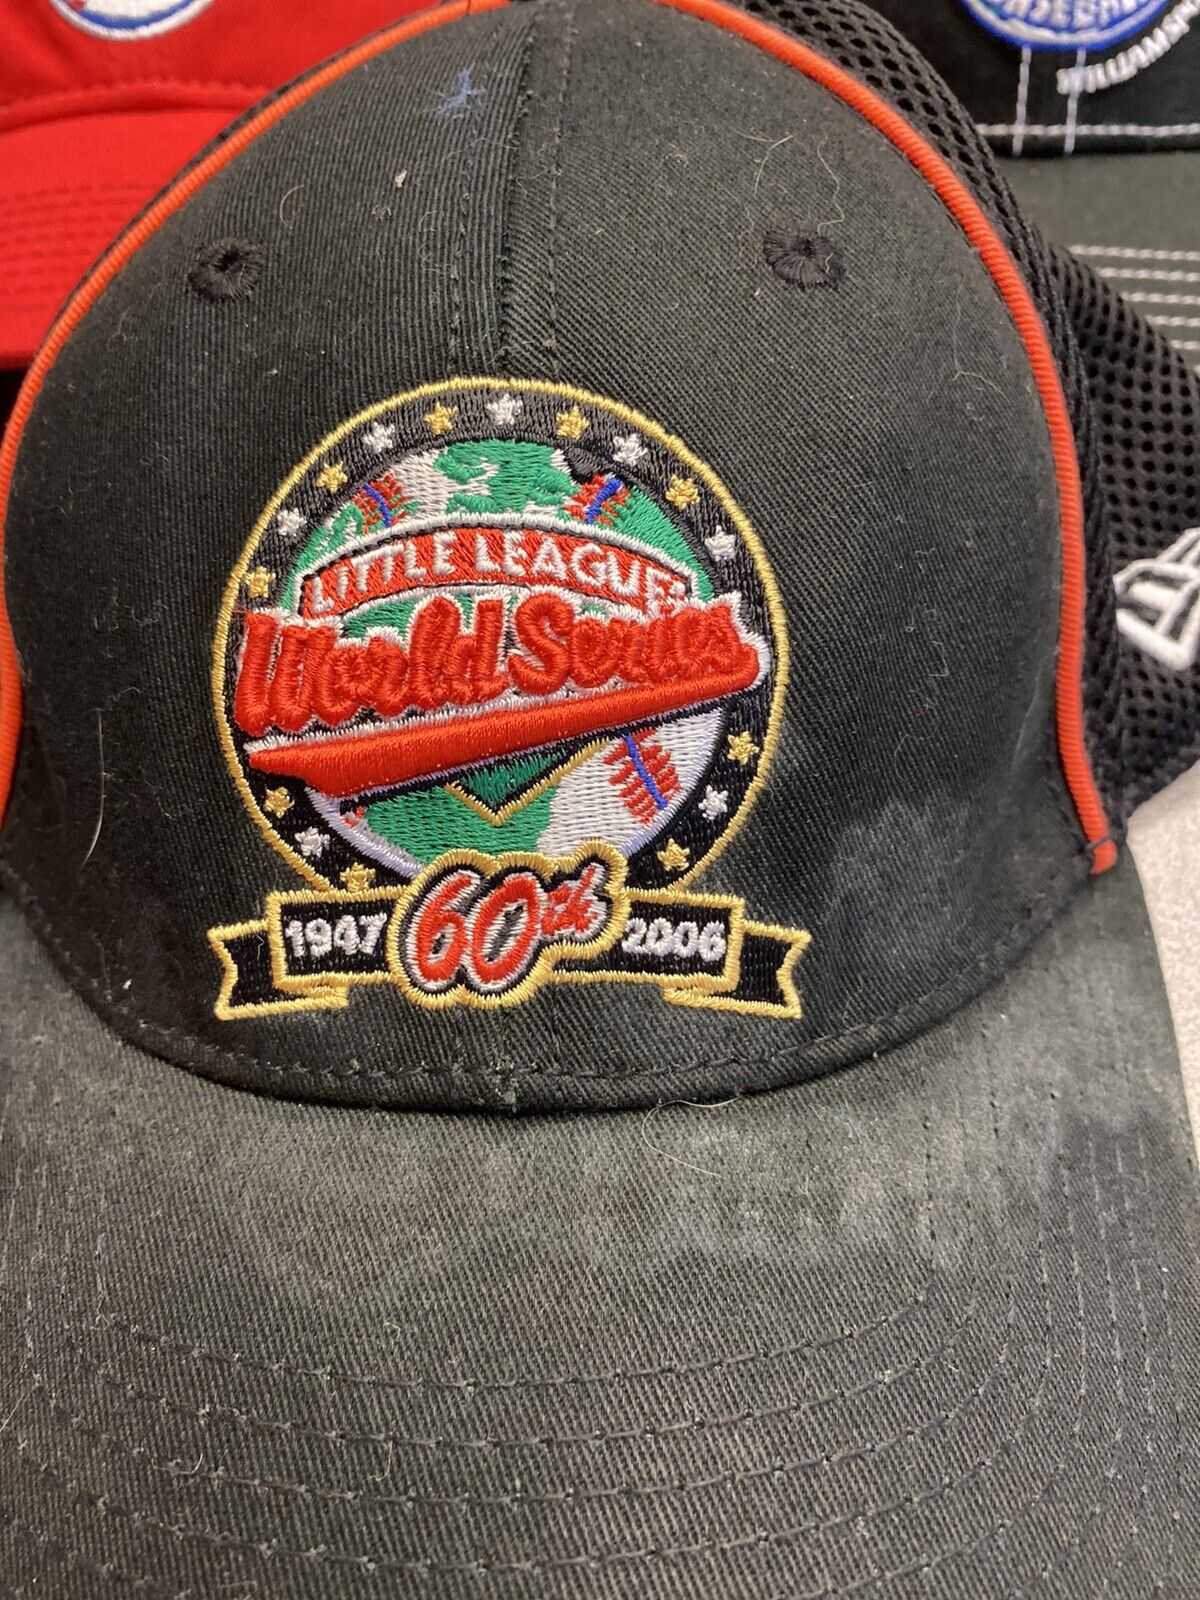 LITTLE LEAGUE
World Series
1947 60th 2006